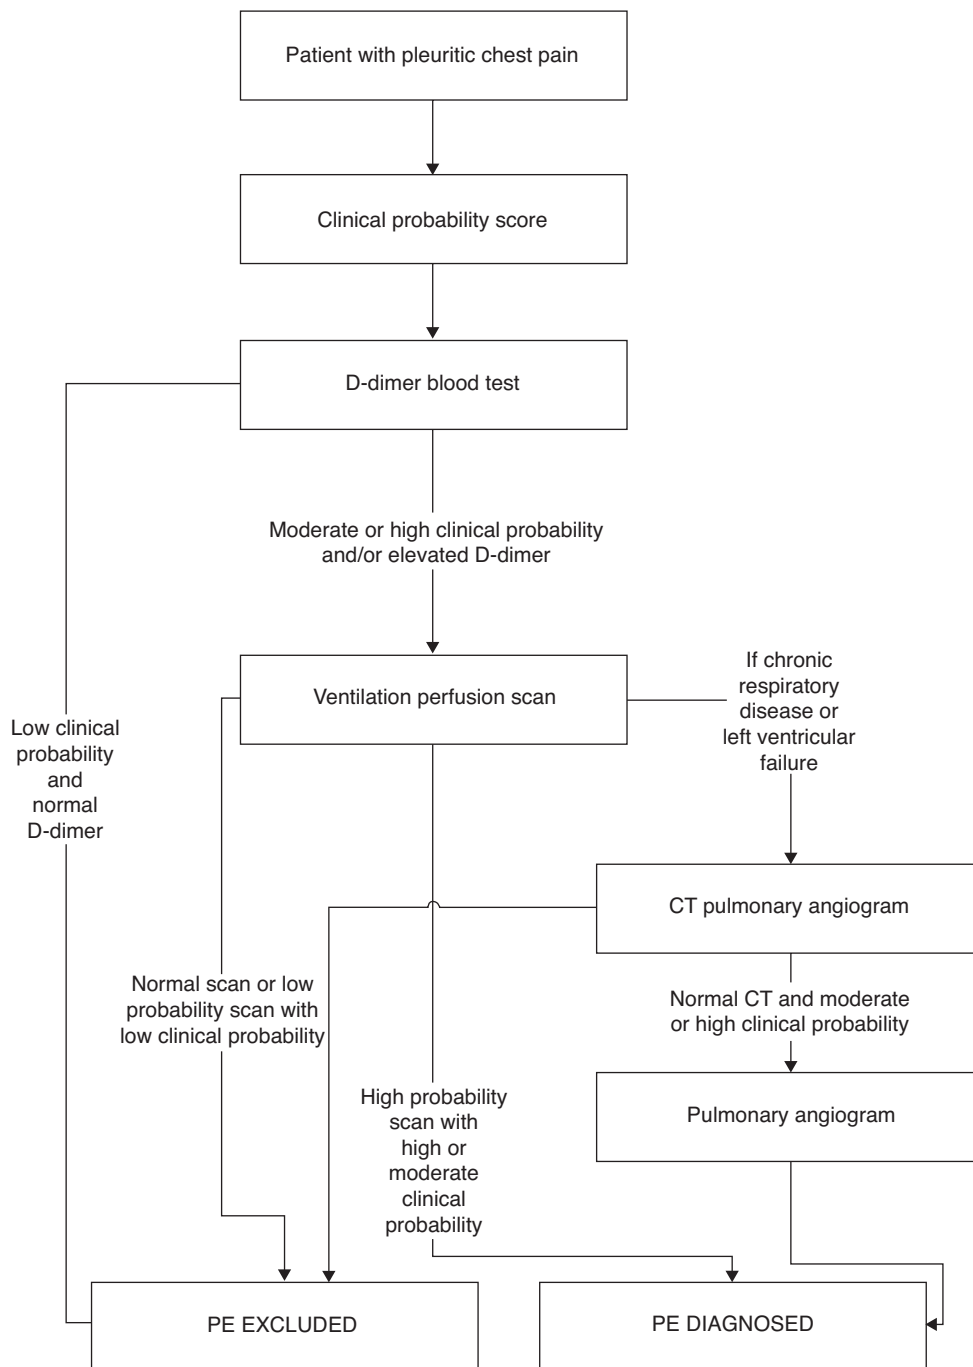 Patient with pleuritic chest pain
Clinical probability score
D-dimer blood test
Moderate or high clinical probability
and/or elevated D-dimer
Ventilation perfusion scan
If chronic
respiratory
disease or
left ventricular
failure
Low clinical
probability
and
normal
D-dimer
CT pulmonary angiogram
Normal scan or low
probability scan with
low clinical probability
Normal CT and moderate
or high clinical probability
High probability
scan with
high or
moderate
clinical
probability
Pulmonary angiogram
PE EXCLUDED
PE DIAGNOSED